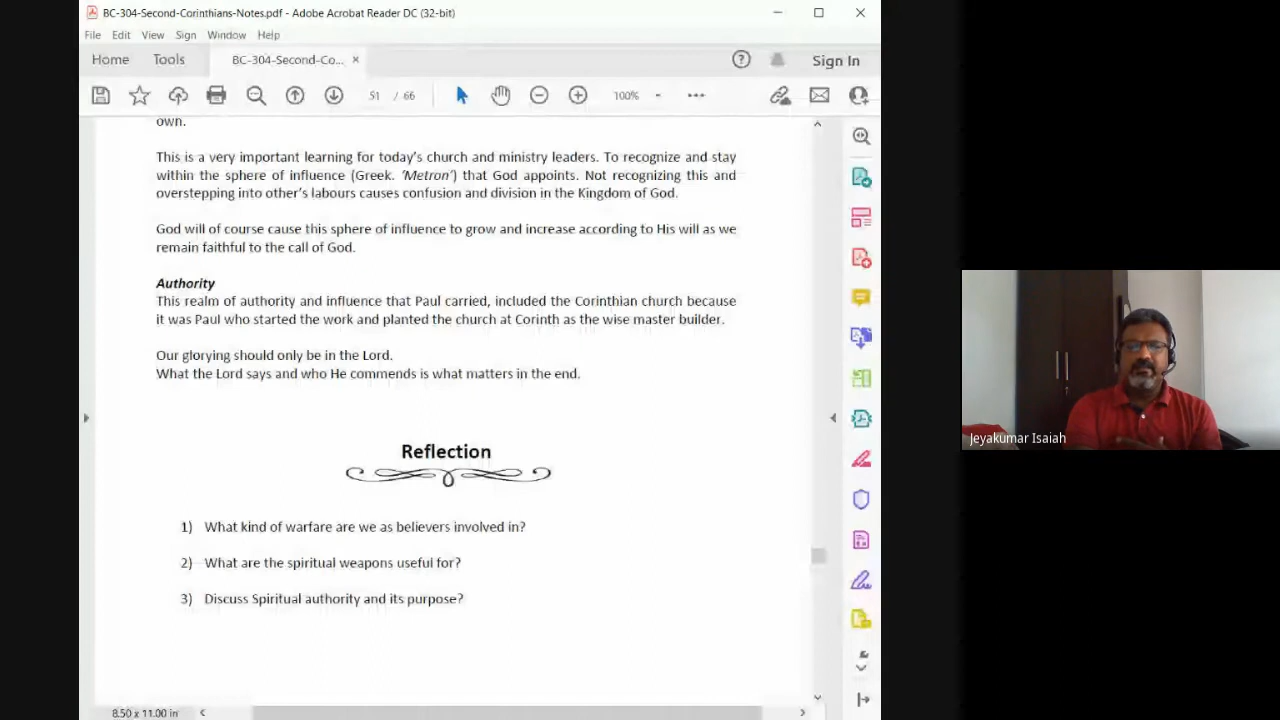 BC-304-Second-Corinthians-Notes.pdf - Adobe Acrobat Reader DC (32-bit)
File Edit View Sign Window Help
Home Tools BC-304-Second-Co... × Sign In
51 / 66 100%
own.
This is a very important learning for today's church and ministry leaders. To recognize and stay
within the sphere of influence (Greek. 'Metron') that God appoints. Not recognizing this and
overstepping into other's labours causes confusion and division in the Kingdom of God.
God will of course cause this sphere of influence to grow and increase according to His will as we
remain faithful to the call of God.
Authority
This realm of authority and influence that Paul carried, included the Corinthian church because
it was Paul who started the work and planted the church at Corinth as the wise master builder.
Our glorying should only be in the Lord.
What the Lord says and who He commends is what matters in the end.
Reflection
1) What kind of warfare are we as believers involved in?
2) What are the spiritual weapons useful for?
3) Discuss Spiritual authority and its purpose?
8.50 x 11.00 in
Jeyakumar Isaiah